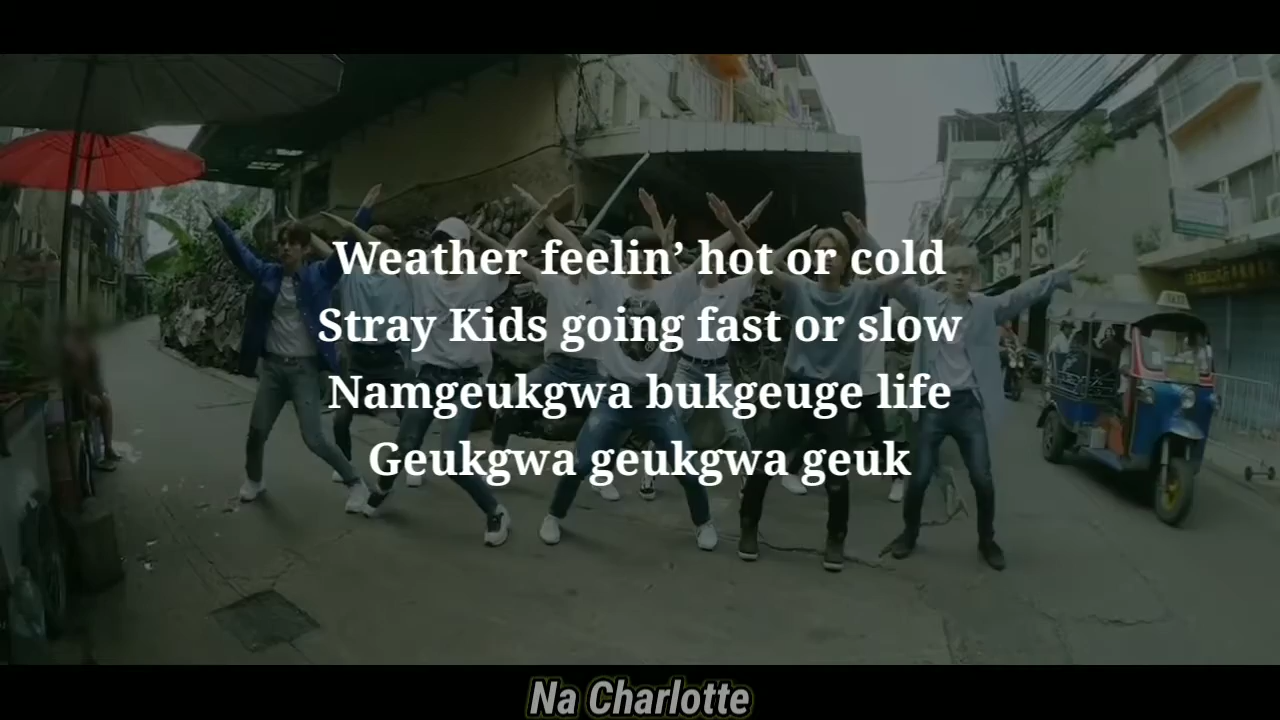 Weather feelin’ hot or cold
Stray Kids going fast or slow
Namgeukgwa bukgeuge life
Geukgwa geukgwa geuk
Na Charlotte